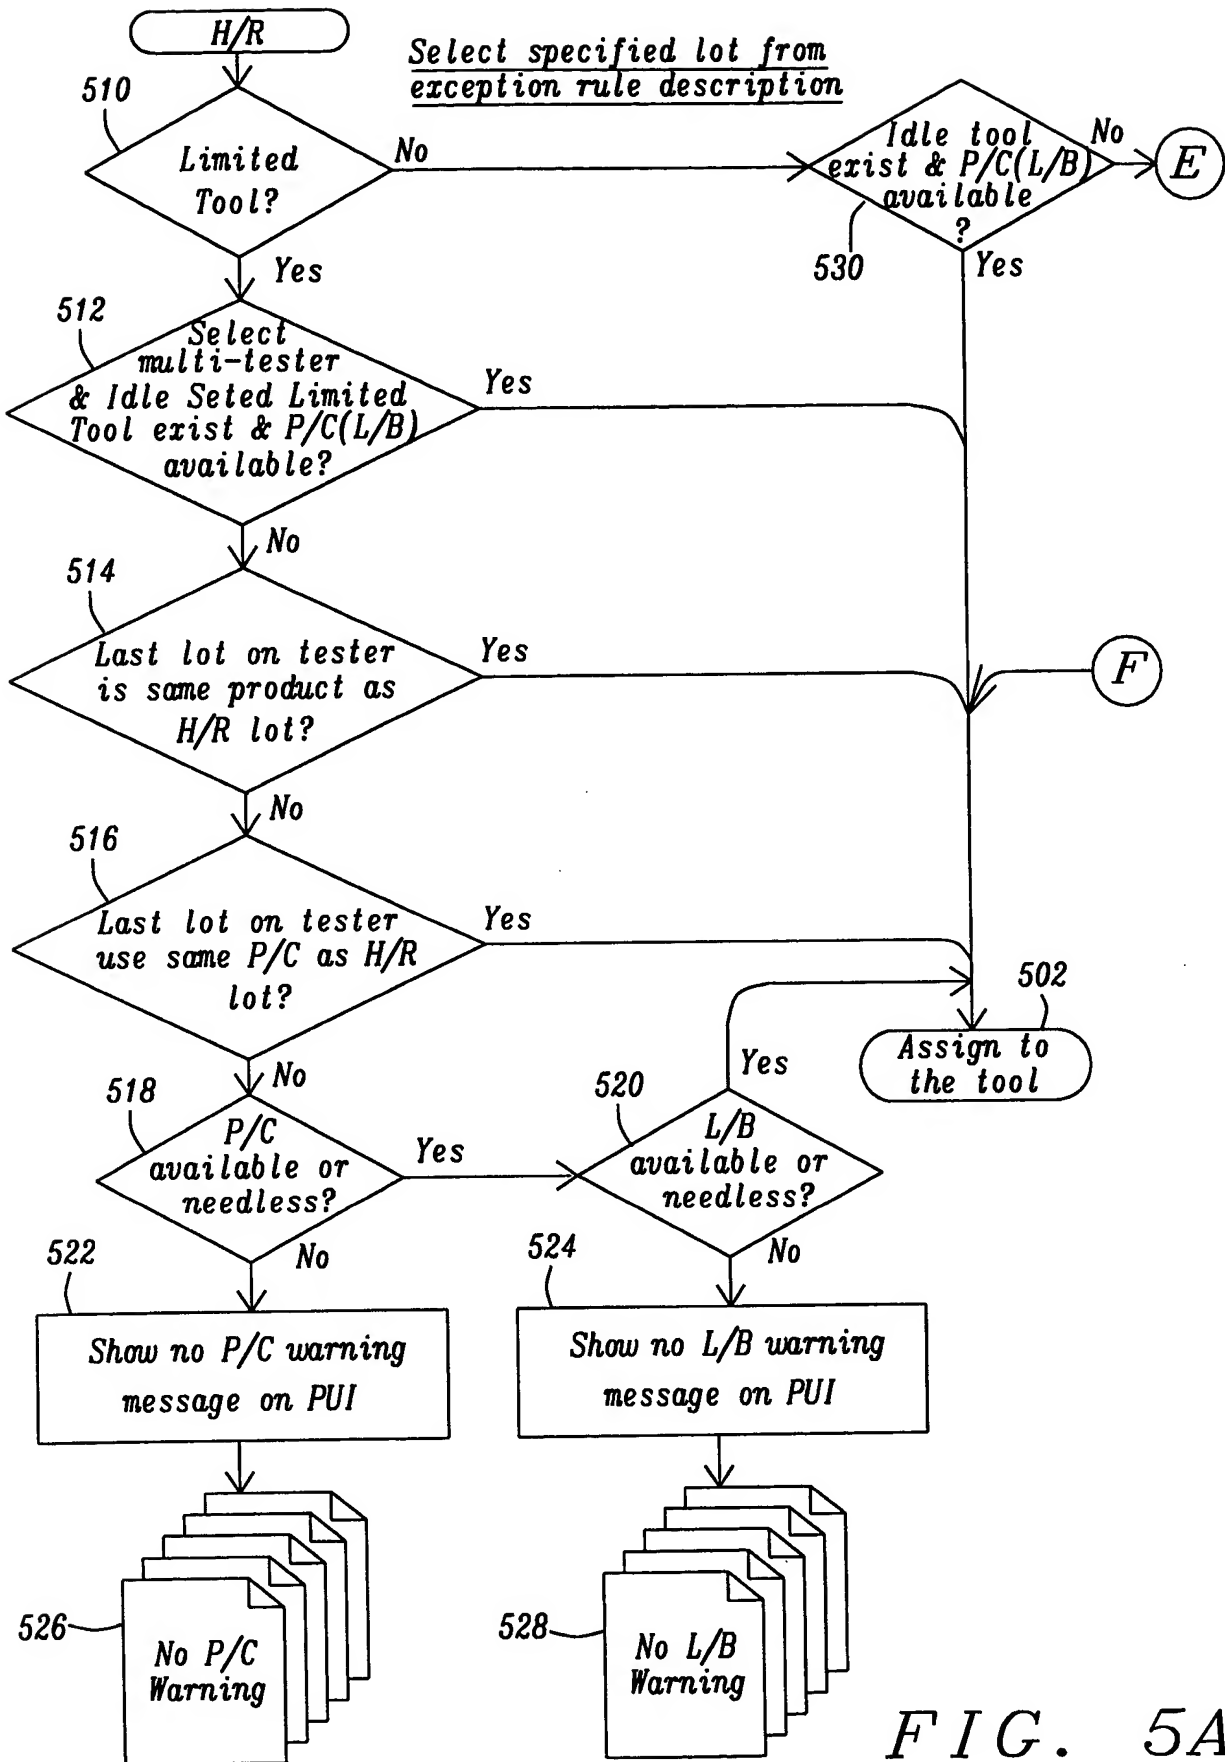 H/R
Select specified lot from
exception rule description
510
Limited
Tool?
No
Idle tool
exist & P/C(L/B)
available
?
No
E
530
Yes
Yes
512
Select
multi-tester
& Idle Seted Limited
Tool exist & P/C(L/B)
available?
Yes
No
514
Last lot on tester
is same product as
H/R lot?
Yes
F
No
516
Last lot on tester
use same P/C as H/R
lot?
Yes
502
Assign to
the tool
No
518
P/C
available or
needless?
Yes
520
L/B
available or
needless?
Yes
No
No
522
Show no P/C warning
message on PUI
524
Show no L/B warning
message on PUI
526
No P/C
Warning
528
No L/B
Warning
FIG. 5A